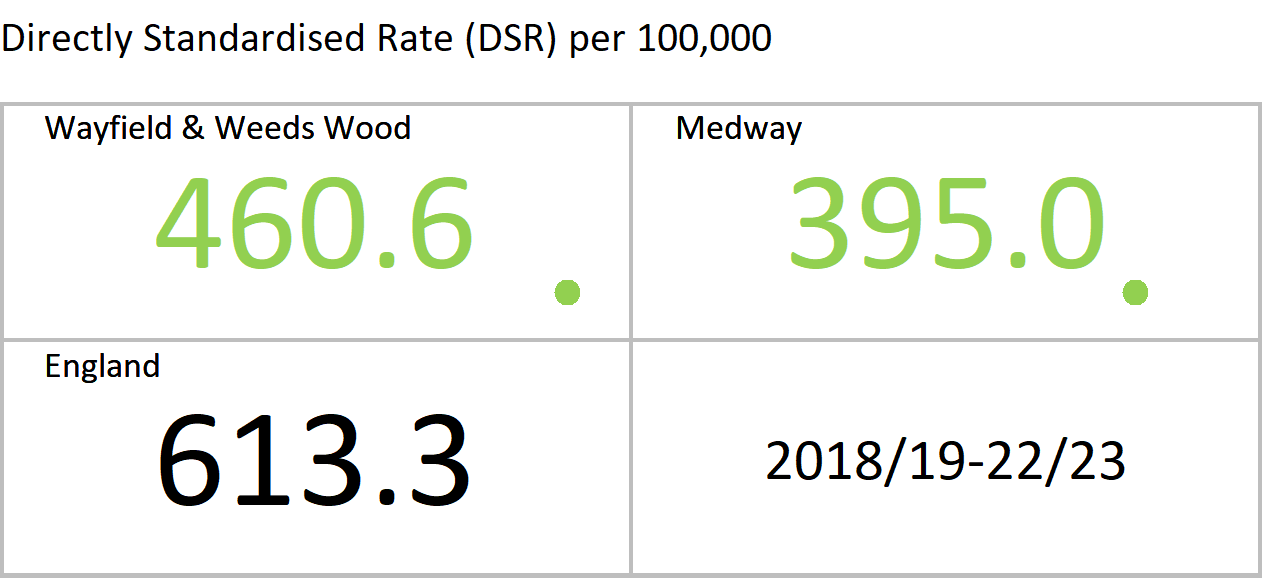 Directly Standardised Rate (DSR) per 100,000
Wayfield & Weeds Wood
460.6
Medway
395.0
England
613.3
2018/19-22/23